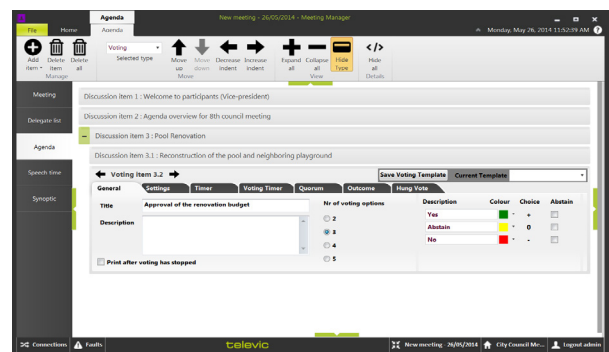 Agenda
New meeting - 26/05/2014 - Meeting Manager
File Home Agenda
Monday, May 26, 2014 11:52:39 AM
Add item Delete item Delete all
Manage
Voting
Selected type
Move up Move down Decrease indent Increase indent
Move
Expand all Collapse all Hide Type
View
</>
Hide all
Details
Meeting
Delegate list
Agenda
Speech time
Synoptic
Discussion item 1 : Welcome to participants (Vice-president)
Discussion item 2 : Agenda overview for 8th council meeting
Discussion item 3 : Pool Renovation
Discussion item 3.1 : Reconstruction of the pool and neighboring playground
Voting item 3.2
Save Voting Template Current Template
General Settings Timer Voting Timer Quorum Outcome Hung Vote
Title Approval of the renovation budget
Description
Print after voting has stopped
Nr of voting options
2
3
4
5
Description Colour Choice Abstain
Yes +
Abstain 0
No -
Connections Faults televic New meeting - 26/05/2014 City Council Me... Logout admin